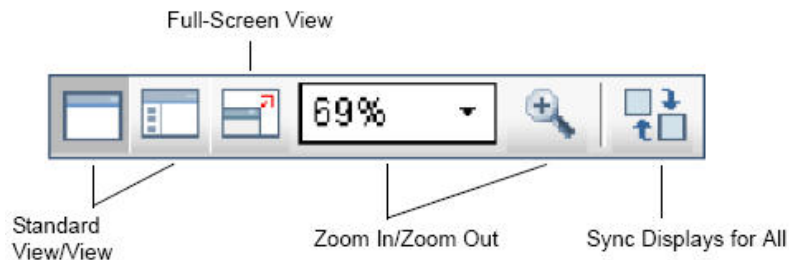 Full-Screen View
69%
Standard
View/View
Zoom In/Zoom Out
Sync Displays for All